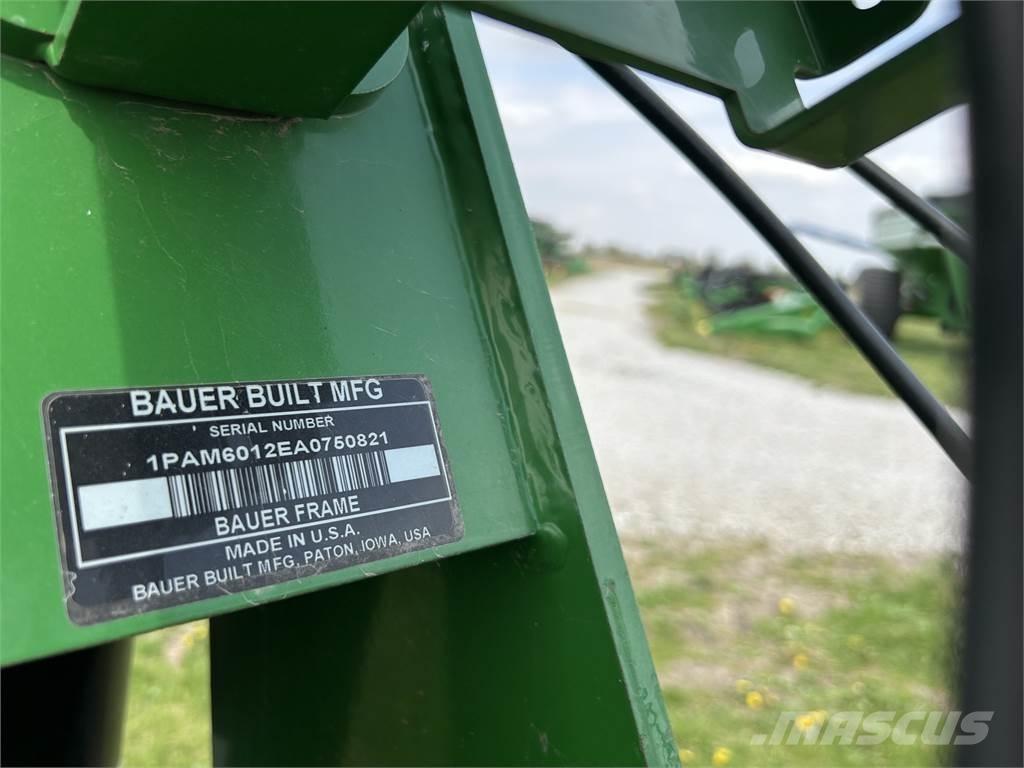 BAUER BUILT MFG
SERIAL NUMBER
1PAM6012EA0750821
BAUER FRAME
MADE IN U.S.A.
BAUER BUILT MFG, PATON, IOWA, USA
MASCUS